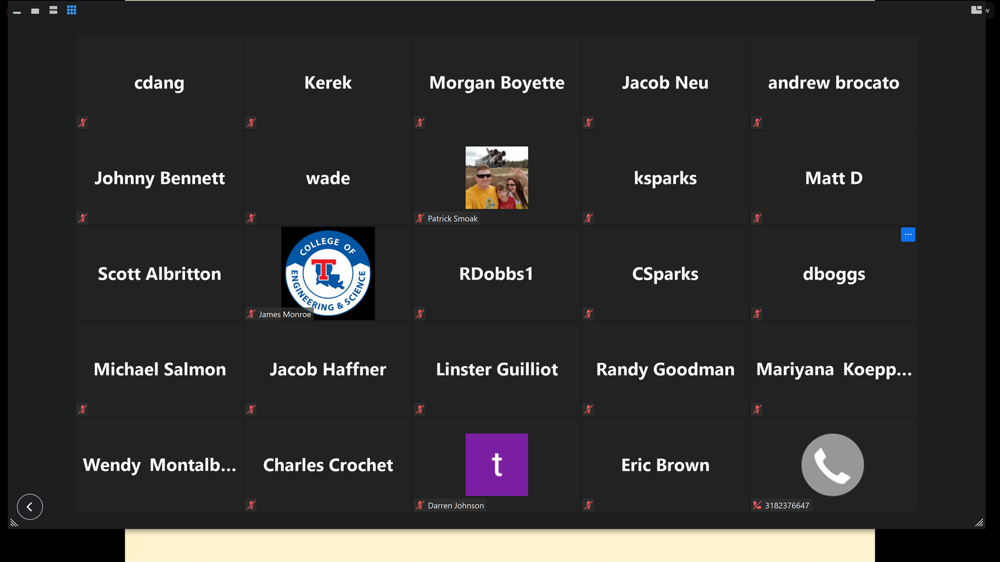 w
cdang
Kerek
Morgan Boyette
Jacob Neu
andrew brocato
Johnny Bennett
wade
Patrick Smoak
ksparks
Matt D
Scott Albritton
COLLEGE OF
T
ENGINEERING & SCIENCE
James Monroe
RDobbs1
CSparks
dboggs
Michael Salmon
Jacob Haffner
Linster Guilliot
Randy Goodman
Mariyana Koepp...
Wendy Montalb...
Charles Crochet
t
Darren Johnson
Eric Brown
3182376647